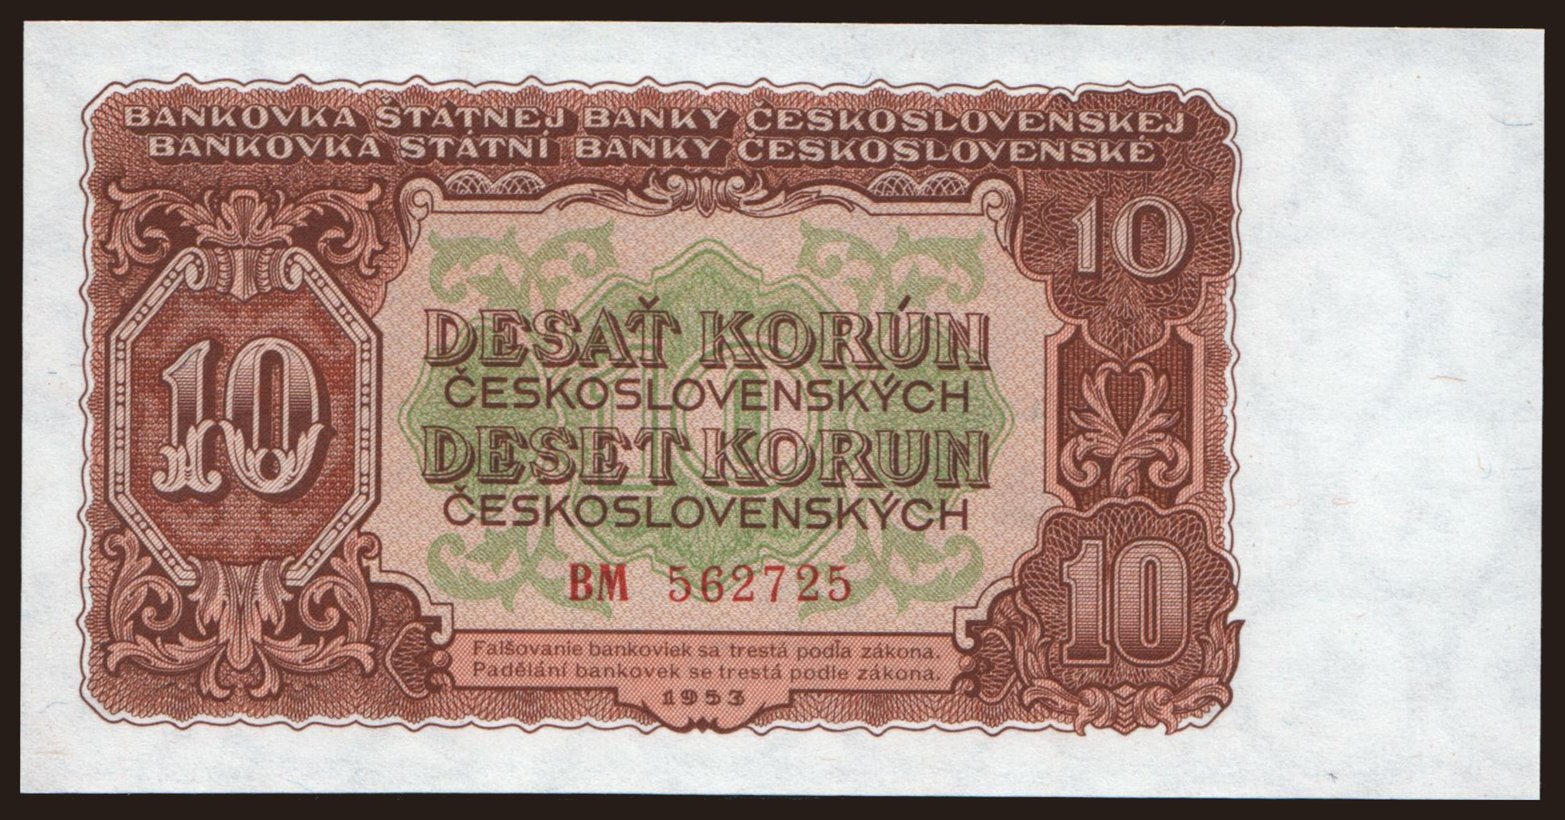 BANKOVKA ŠTÁTNEJ BANKY ČESKOSLOVENSKEJ
BANKOVKA STÁTNÍ BANKY ČESKOSLOVENSKÉ
10
10
DESAŤ KORÚN
ČESKOSLOVENSKÝCH
10
DESET KORUN
ČESKOSLOVENSKÝCH
BM 562725
10
Falšovanie bankoviek sa trestá podľa zákona.
Padělání bankovek se trestá podle zákona.
1953